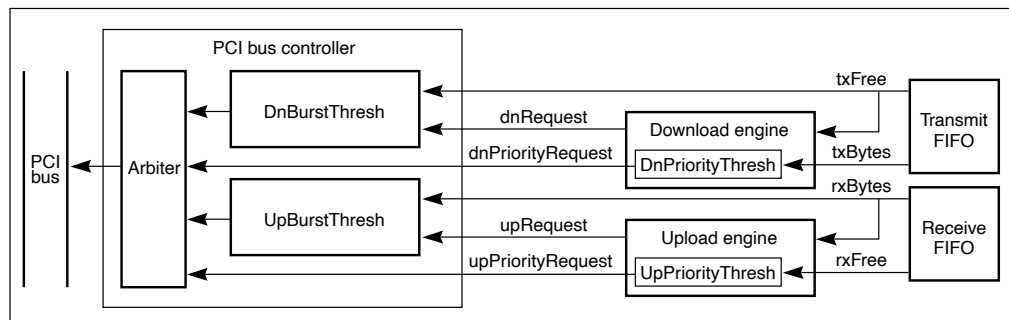 PCI bus controller
txFree
DnBurstThresh
dnRequest
Download engine
Transmit
FIFO
dnPriorityRequest
DnPriorityThresh
txBytes
PCI
bus
Arbiter
rxBytes
UpBurstThresh
upRequest
Upload engine
Receive
FIFO
upPriorityRequest
UpPriorityThresh
rxFree